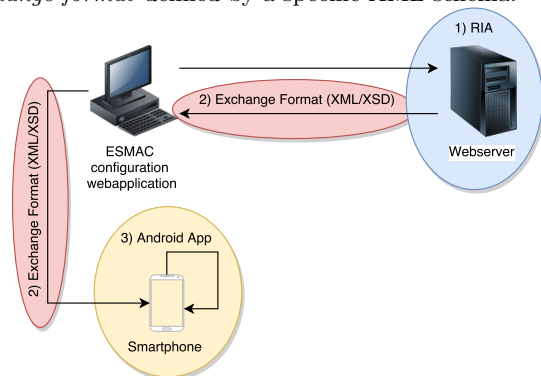 change format defined by a specific XML schema.
1) RIA
2) Exchange Format (XML/XSD)
Webserver
ESMAC
configuration
webapplication
2) Exchange Format (XML/XSD)
3) Android App
Smartphone